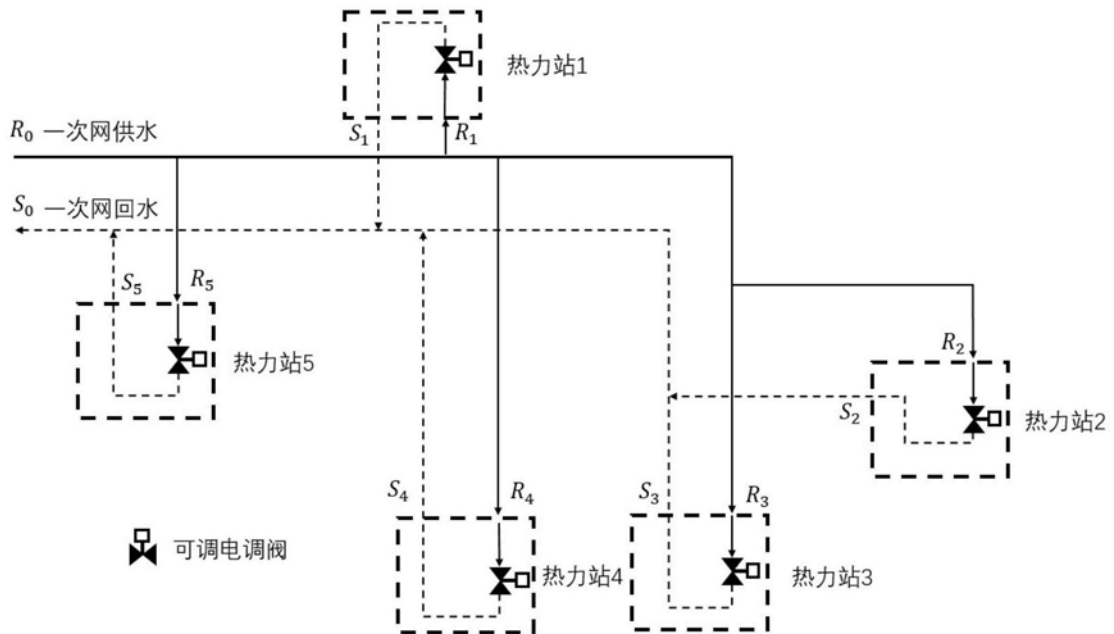 热力站1
R₀ 一次网供水
S₁
R₁
S₀ 一次网回水
S₅
R₅
热力站5
R₂
S₂
热力站2
S₄
R₄
S₃
R₃
可调电调阀
热力站4
热力站3